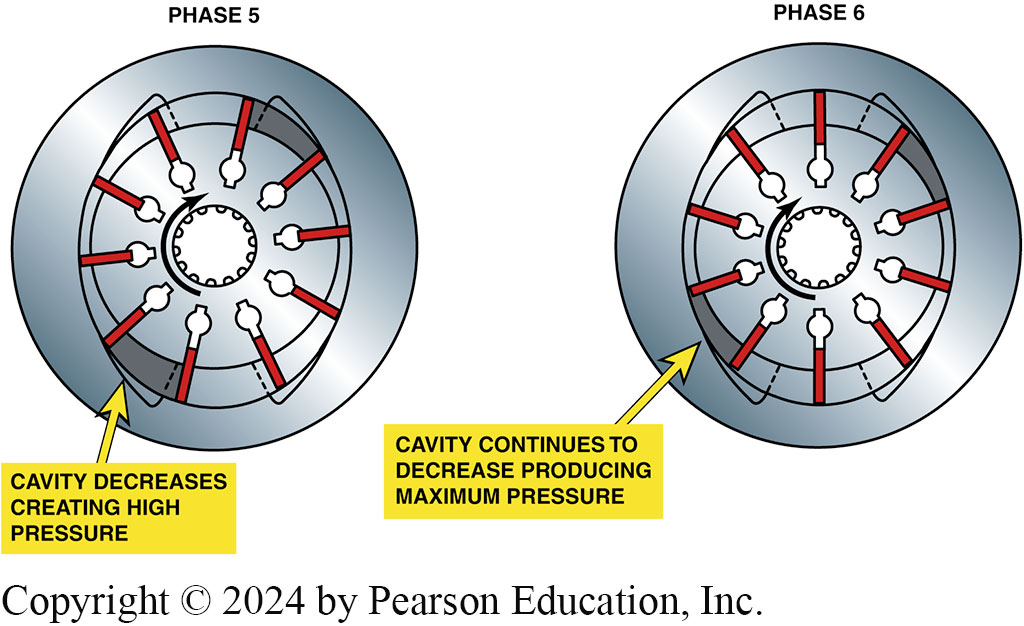 PHASE 5
PHASE 6
CAVITY DECREASES
CREATING HIGH
PRESSURE
CAVITY CONTINUES TO
DECREASE PRODUCING
MAXIMUM PRESSURE
Copyright © 2024 by Pearson Education, Inc.